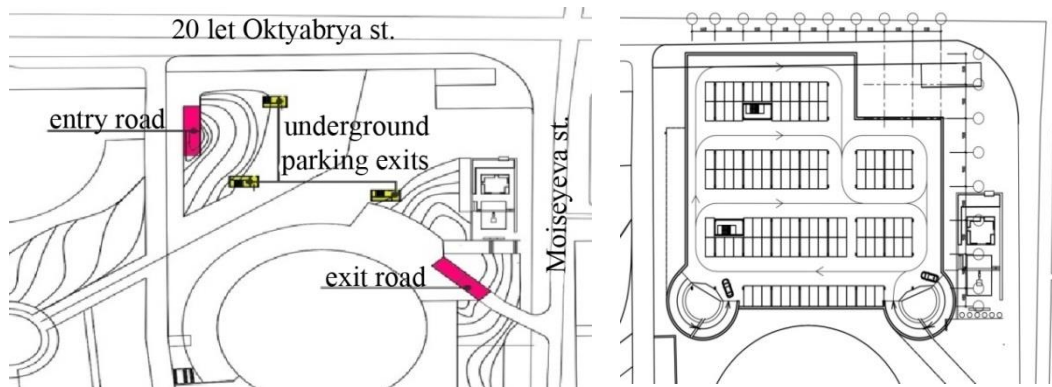 20 let Oktyabrya st.
entry road
underground
parking exits
Moiseyeva st.
exit road